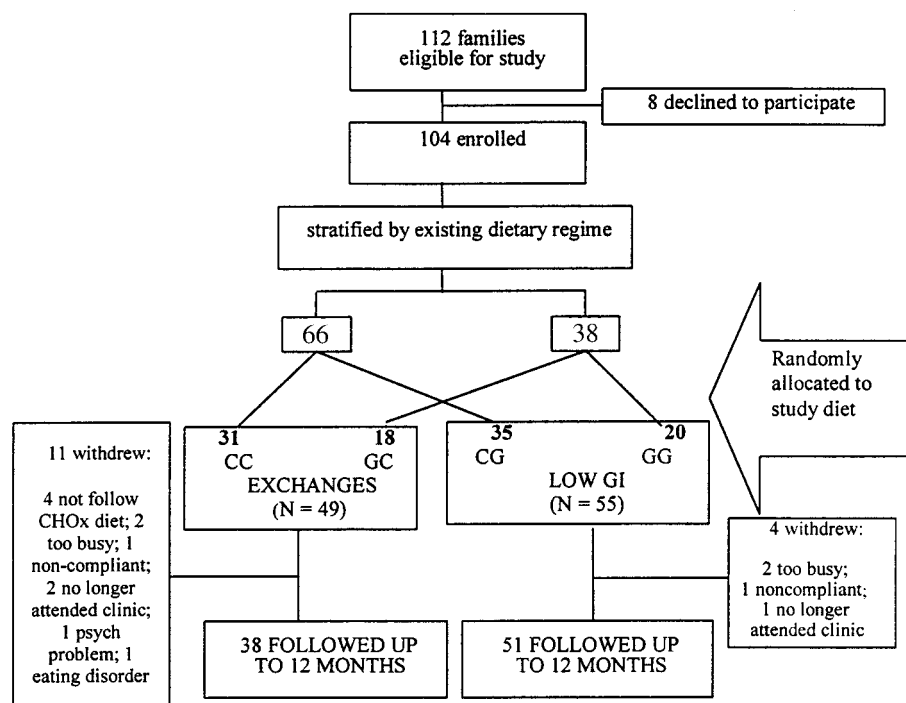 112 families
eligible for study
8 declined to participate
104 enrolled
stratified by existing dietary regime
66
38
Randomly
allocated to
study diet
31
18
CC
GC
EXCHANGES
(N = 49)
35
20
CG
GG
LOW GI
(N = 55)
11 withdrew:
4 not follow
CHOx diet; 2
too busy; 1
non-compliant;
2 no longer
attended clinic;
1 psych
problem; 1
eating disorder
4 withdrew:
2 too busy;
1 noncompliant;
1 no longer
attended clinic
38 FOLLOWED UP
TO 12 MONTHS
51 FOLLOWED UP
TO 12 MONTHS